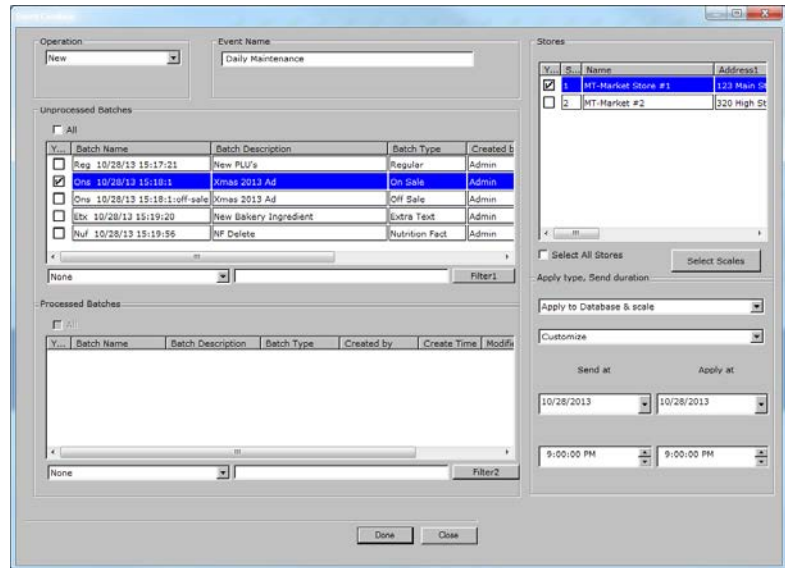 Operation
New
Event Name
Daily Maintenance
Unprocessed Batches
All
Y... Batch Name Batch Description Batch Type Created b
Reg 10/28/13 15:17:21 New PLU's Regular Admin
Ons 10/28/13 15:18:1 Xmas 2013 Ad On Sale Admin
Ons 10/28/13 15:18:1:off-sale Xmas 2013 Ad Off Sale Admin
Etx 10/28/13 15:19:20 New Bakery Ingredient Extra Text Admin
Nuf 10/28/13 15:19:56 NF Delete Nutrition Fact Admin
None Filter1
Processed Batches
All
Y... Batch Name Batch Description Batch Type Created by Create Time Modifie
None Filter2
Stores
Y... S... Name Address1
1 MT-Market Store #1 123 Main St
2 MT-Market #2 320 High St
Select All Stores
Select Scales
Apply type, Send duration
Apply to Database & scale
Customize
Send at Apply at
10/28/2013 10/28/2013
9:00:00 PM 9:00:00 PM
Done Close